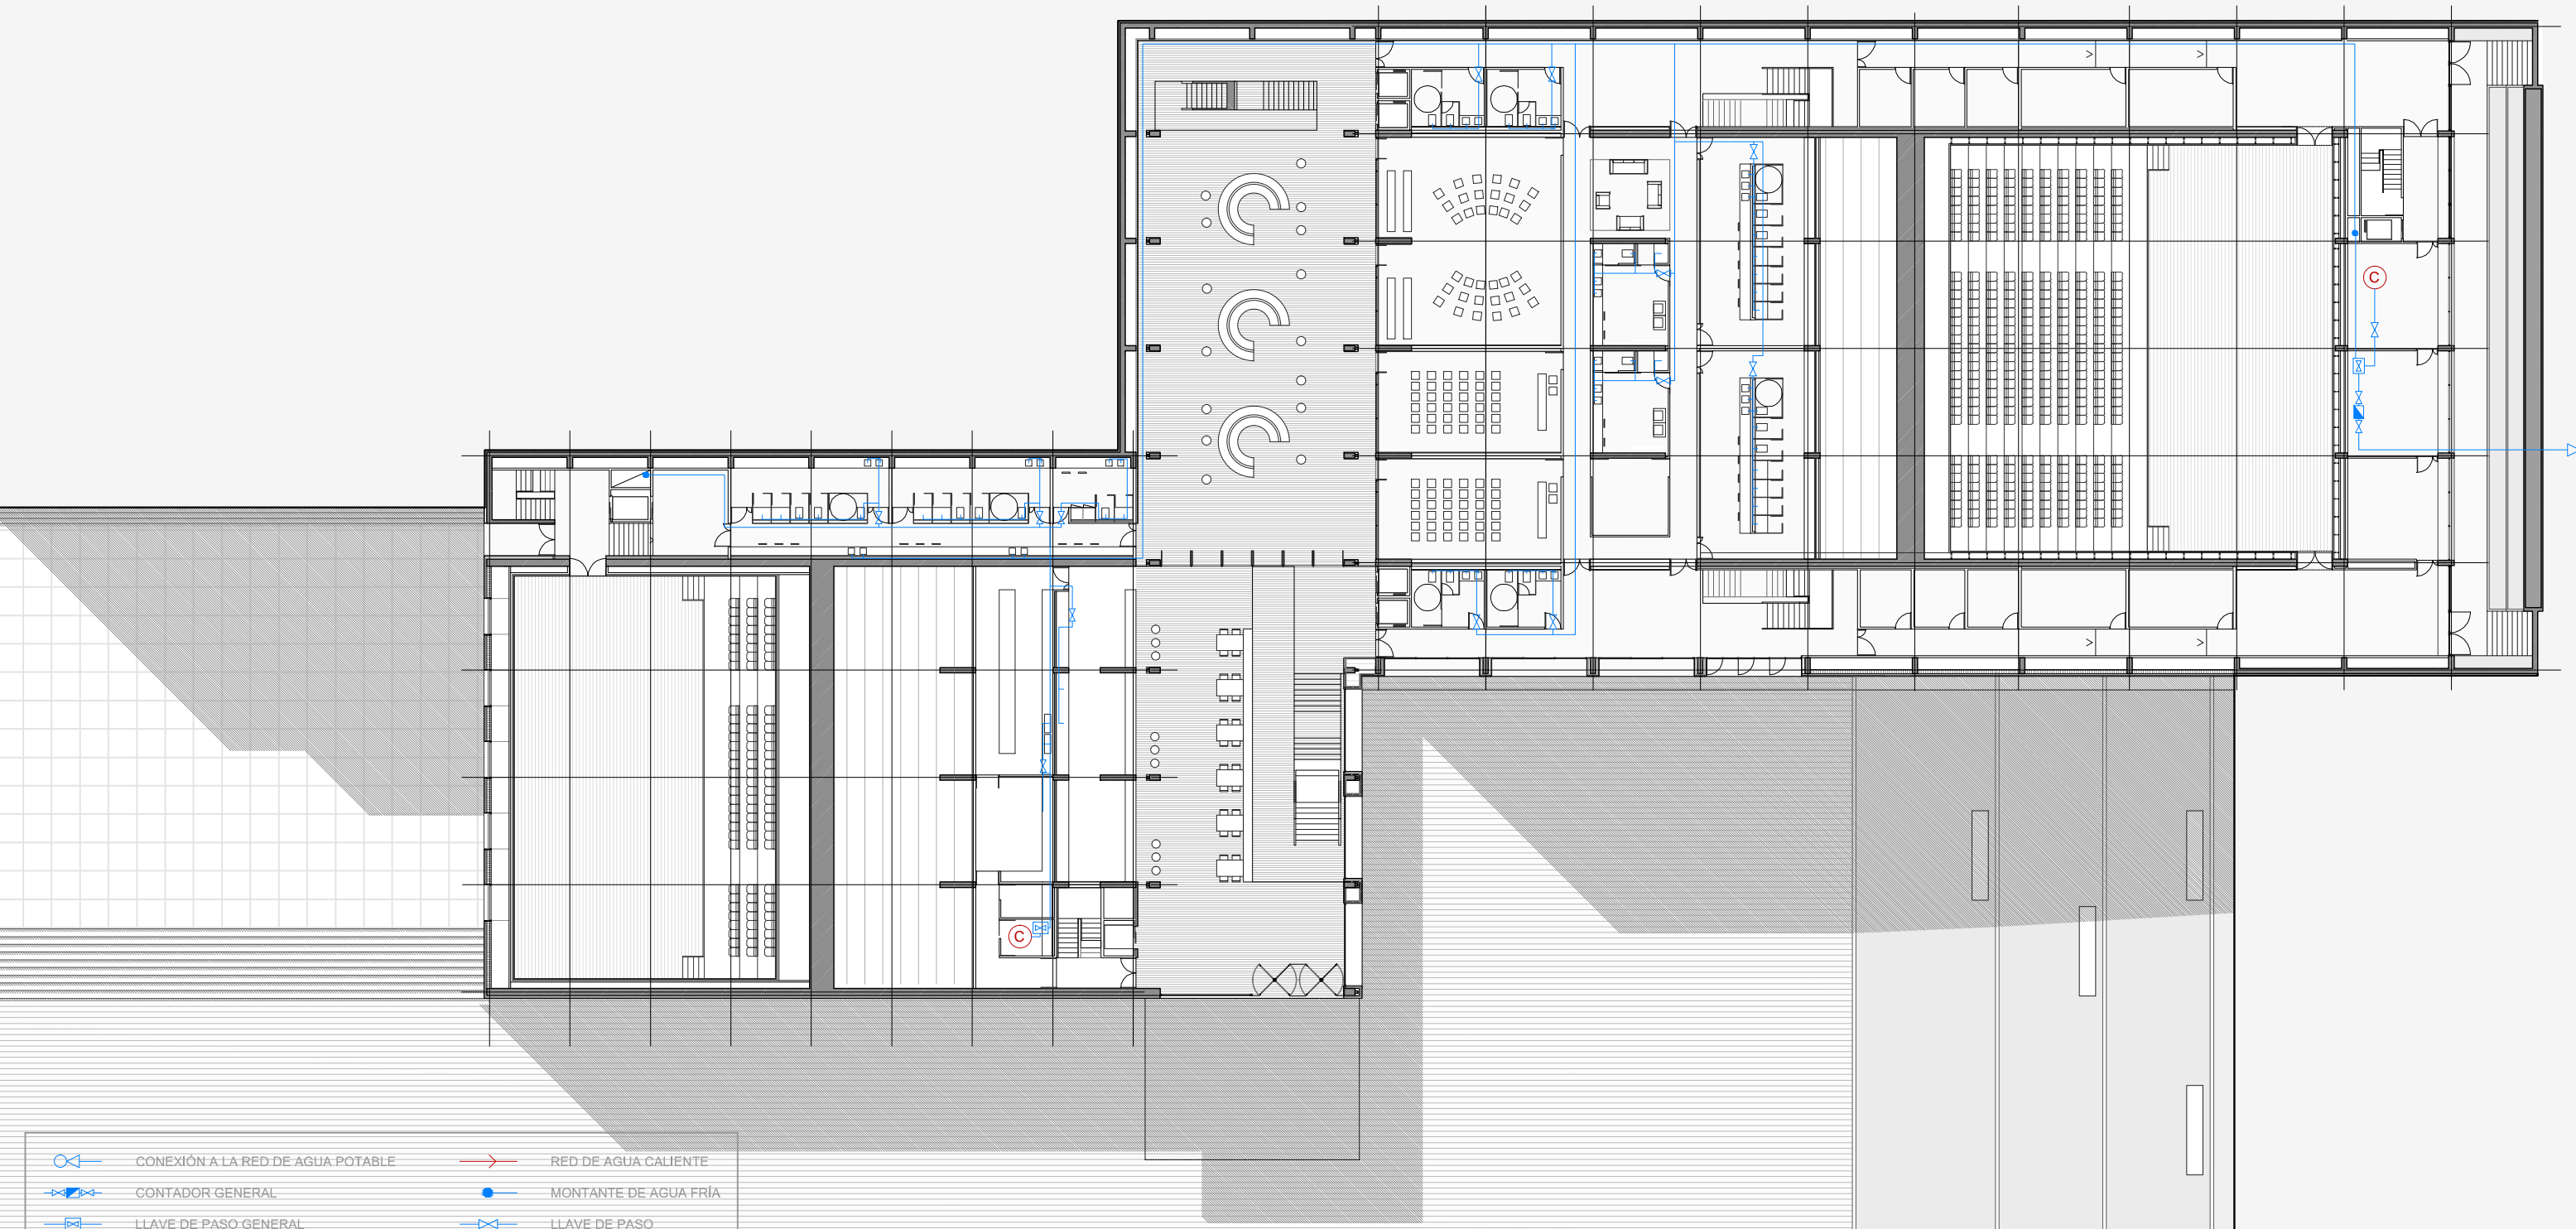 C
C
CONEXIÓN A LA RED DE AGUA POTABLE
RED DE AGUA CALIENTE
CONTADOR GENERAL
MONTANTE DE AGUA FRÍA
LLAVE DE PASO GENERAL
LLAVE DE PASO